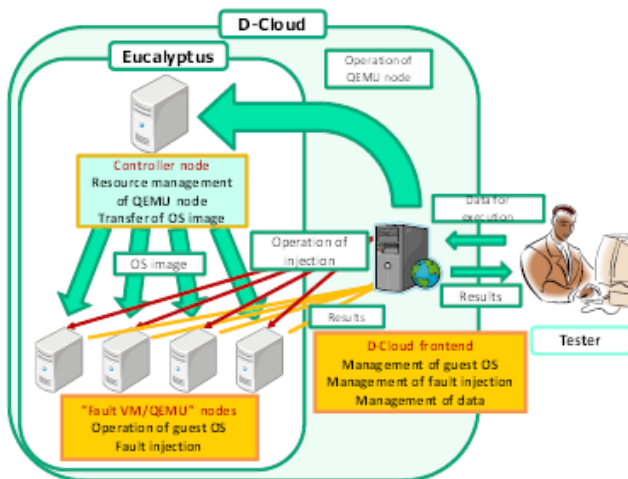 D-Cloud
Eucalyptus
Operation of
QEMU node
Controller node
Resource management
of QEMU node
Transfer of OS image
Data for
execution
Operation of
injection
OS image
Results
Results
Tester
D-Cloud frontend
Management of guest OS
Management of fault injection
Management of data
"Fault VM/QEMU" nodes
Operation of guest OS
Fault injection